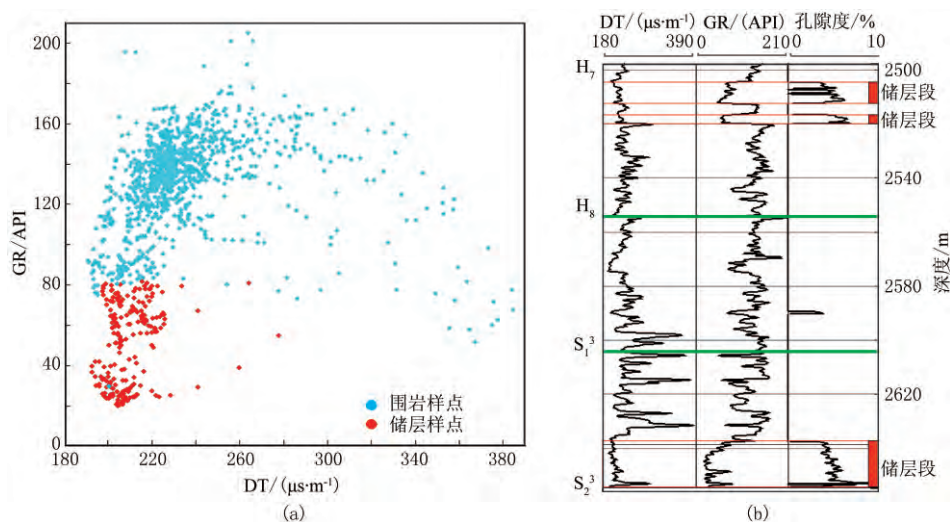 200
160
120
80
40
0
GR/API
围岩样点
储层样点
180 220 260 300 340 380
DT/(μs·m⁻¹)
(a)
DT/(μs·m⁻¹) GR/(API) 孔隙度/%
180 390 0 210 0 10
H₇
2500
储层段
储层段
2540
H₈
深度/m
2580
S₁³
2620
储层段
S₂³
(b)